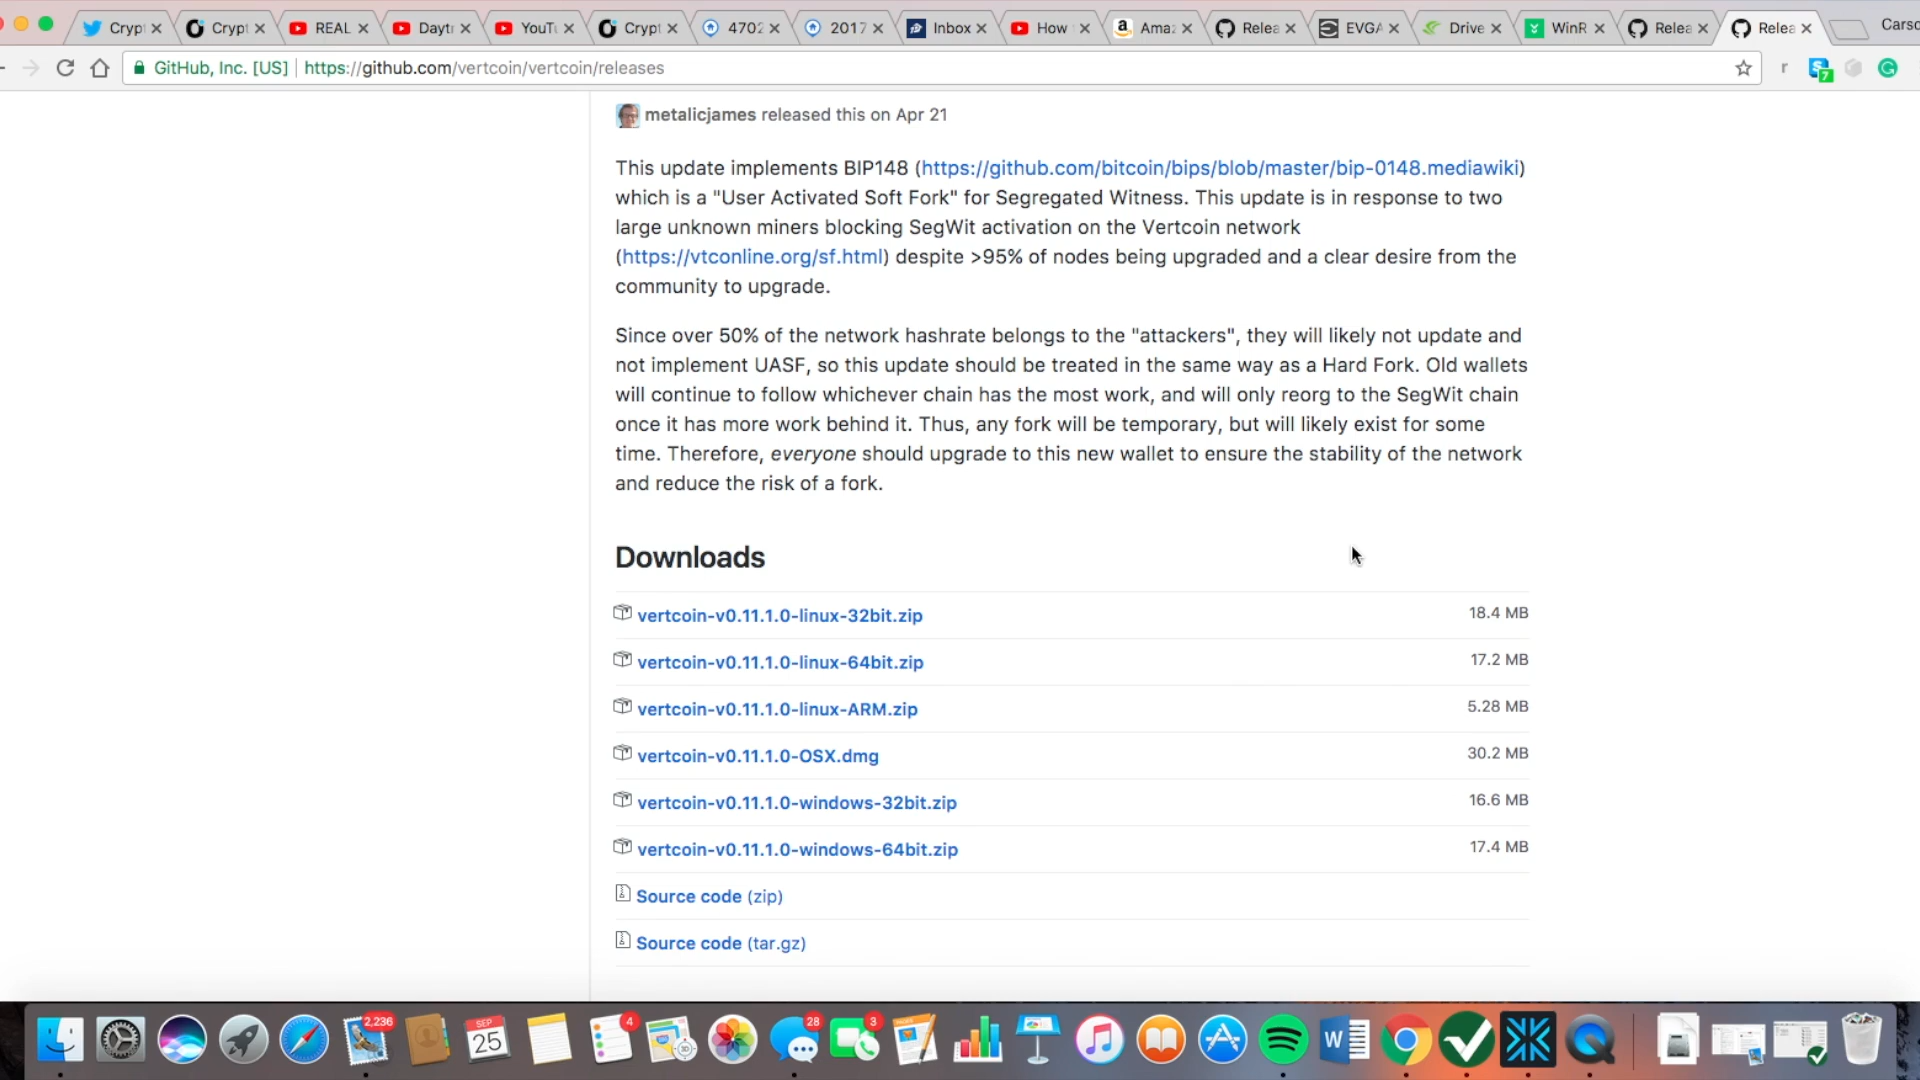 Crypt
Crypt
REAL
Daytr
YouTu
Crypt
4702
2017
Inbox
How
Ama
Relea
EVGA
Drive
WinR
Relea
Relea
Carso
GitHub, Inc. [US] | https://github.com/vertcoin/vertcoin/releases
r
7
metalicjames released this on Apr 21
This update implements BIP148 (https://github.com/bitcoin/bips/blob/master/bip-0148.mediawiki)
which is a "User Activated Soft Fork" for Segregated Witness. This update is in response to two
large unknown miners blocking SegWit activation on the Vertcoin network
(https://vtconline.org/sf.html) despite >95% of nodes being upgraded and a clear desire from the
community to upgrade.
Since over 50% of the network hashrate belongs to the "attackers", they will likely not update and
not implement UASF, so this update should be treated in the same way as a Hard Fork. Old wallets
will continue to follow whichever chain has the most work, and will only reorg to the SegWit chain
once it has more work behind it. Thus, any fork will be temporary, but will likely exist for some
time. Therefore, everyone should upgrade to this new wallet to ensure the stability of the network
and reduce the risk of a fork.
Downloads
vertcoin-v0.11.1.0-linux-32bit.zip 18.4 MB
vertcoin-v0.11.1.0-linux-64bit.zip 17.2 MB
vertcoin-v0.11.1.0-linux-ARM.zip 5.28 MB
vertcoin-v0.11.1.0-OSX.dmg 30.2 MB
vertcoin-v0.11.1.0-windows-32bit.zip 16.6 MB
vertcoin-v0.11.1.0-windows-64bit.zip 17.4 MB
Source code (zip)
Source code (tar.gz)
2,236
SEP
25
4
28
3
W